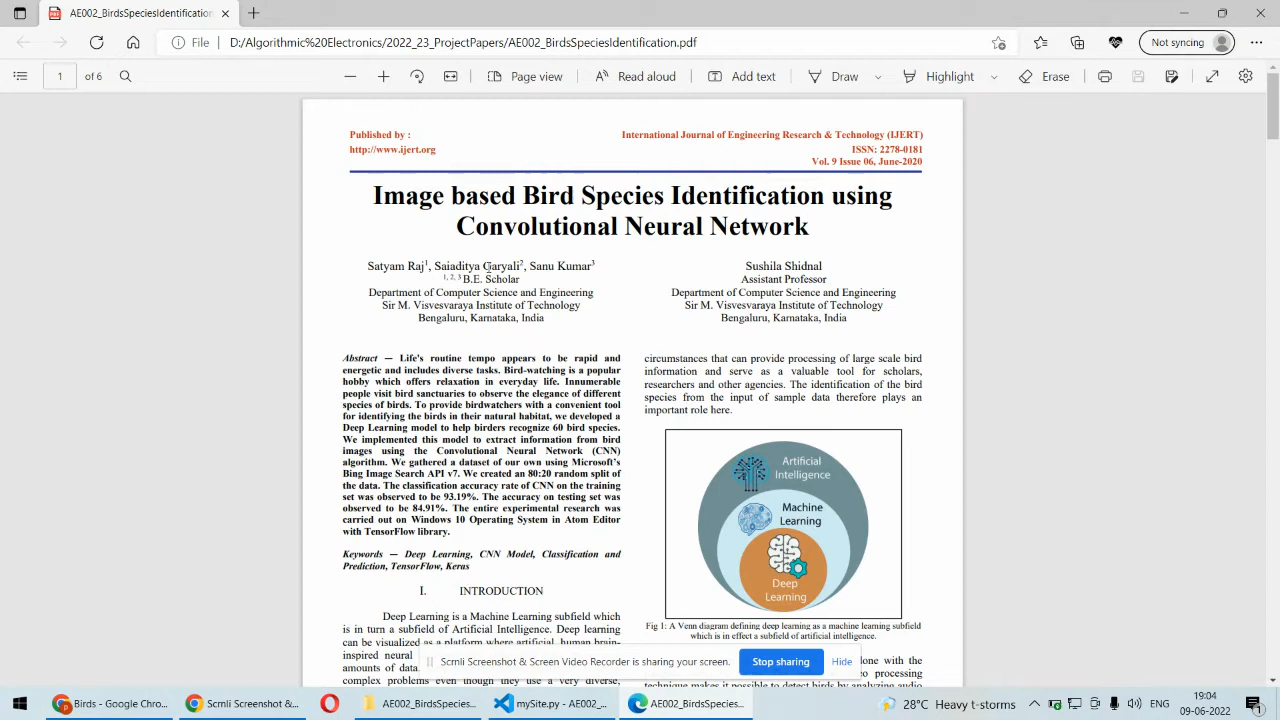 AE002_BirdsSpeciesIdentification
File
D:/Algorithmic%20Electronics/2022_23_ProjectPapers/AE002_BirdsSpeciesIdentification.pdf
Not syncing
1 of 6
Page view
Read aloud
Add text
Draw
Highlight
Erase
Published by :
http://www.ijert.org
International Journal of Engineering Research & Technology (IJERT)
ISSN: 2278-0181
Vol. 9 Issue 06, June-2020
Image based Bird Species Identification using
Convolutional Neural Network
Satyam Raj1, Saiaditya Garyali2, Sanu Kumar3
1, 2, 3 B.E. Scholar
Department of Computer Science and Engineering
Sir M. Visvesvaraya Institute of Technology
Bengaluru, Karnataka, India
Sushila Shidnal
Assistant Professor
Department of Computer Science and Engineering
Sir M. Visvesvaraya Institute of Technology
Bengaluru, Karnataka, India
Abstract — Life's routine tempo appears to be rapid and
energetic and includes diverse tasks. Bird-watching is a popular
hobby which offers relaxation in everyday life. Innumerable
people visit bird sanctuaries to observe the elegance of different
species of birds. To provide birdwatchers with a convenient tool
for identifying the birds in their natural habitat, we developed a
Deep Learning model to help birders recognize 60 bird species.
We implemented this model to extract information from bird
images using the Convolutional Neural Network (CNN)
algorithm. We gathered a dataset of our own using Microsoft's
Bing Image Search API v7. We created an 80:20 random split of
the data. The classification accuracy rate of CNN on the training
set was observed to be 93.19%. The accuracy on testing set was
observed to be 84.91%. The entire experimental research was
carried out on Windows 10 Operating System in Atom Editor
with TensorFlow library.
Keywords — Deep Learning, CNN Model, Classification and
Prediction, TensorFlow, Keras
I. INTRODUCTION
Deep Learning is a Machine Learning subfield which
is in turn a subfield of Artificial Intelligence. Deep learning
can be visualized as a platform where artificial, human brain-
inspired neural
amounts of data.
complex problems even though they use a very diverse,
circumstances that can provide processing of large scale bird
information and serve as a valuable tool for scholars,
researchers and other agencies. The identification of the bird
species from the input of sample data therefore plays an
important role here.
Artificial
Intelligence
Machine
Learning
Deep
Learning
Fig 1: A Venn diagram defining deep learning as a machine learning subfield
which is in effect a subfield of artificial intelligence.
done with the
processing
technique makes it possible to detect birds by analyzing audio
Scrnli Screenshot & Screen Video Recorder is sharing your screen.
Stop sharing
Hide
Birds - Google Chro...
Scrnli Screenshot &...
AE002_BirdsSpecies...
mySite.py - AE002_...
AE002_BirdsSpecies...
28°C Heavy t-storms
ENG
19:04
09-06-2022
1